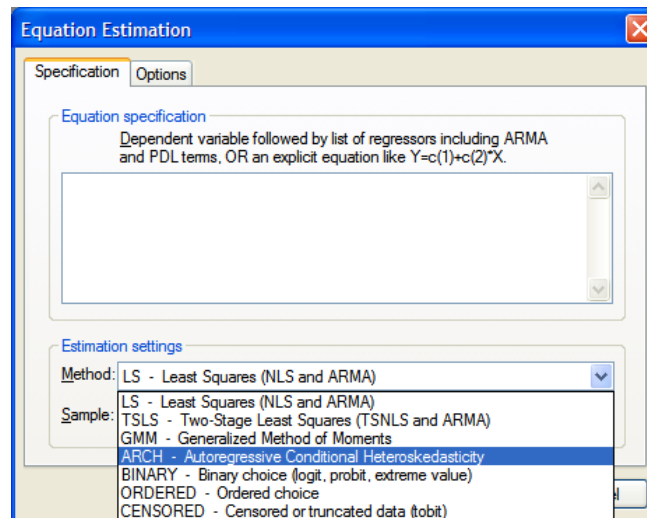 Equation Estimation
Specification Options
Equation specification
Dependent variable followed by list of regressors including ARMA
and PDL terms, OR an explicit equation like Y=c(1)+c(2)*X.
Estimation settings
Method: LS - Least Squares (NLS and ARMA)
LS - Least Squares (NLS and ARMA)
Sample: TSLS - Two-Stage Least Squares (TSNLS and ARMA)
GMM - Generalized Method of Moments
ARCH - Autoregressive Conditional Heteroskedasticity
BINARY - Binary choice (logit, probit, extreme value)
ORDERED - Ordered choice
CENSORED - Censored or truncated data (tobit)